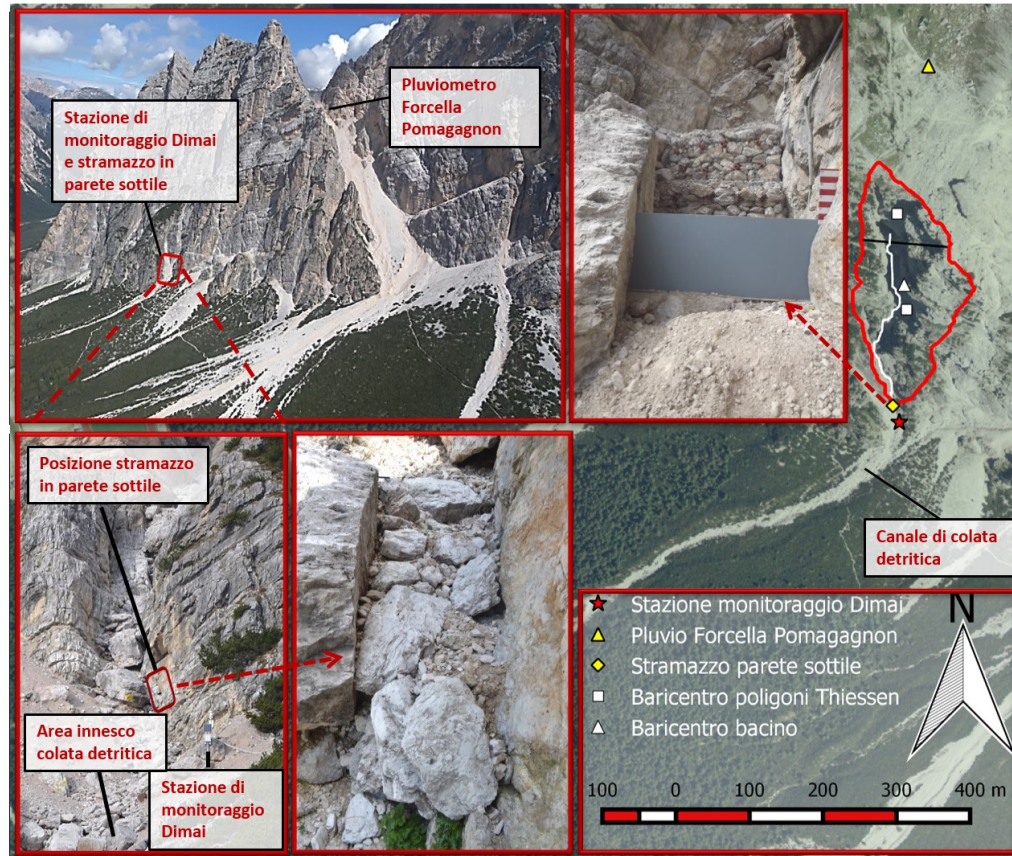 Stazione di
monitoraggio Dimai
e stramazzo in
parete sottile
Pluviometro
Forcella
Pomagagnon
Posizione stramazzo
in parete sottile
Area innesco
colata detritica
Stazione di
monitoraggio
Dimai
Canale di colata
detritica
Stazione monitoraggio Dimai
Pluvio Forcella Pomagagnon
Stramazzo parete sottile
Baricentro poligoni Thiessen
Baricentro bacino
N
100 0 100 200 300 400 m